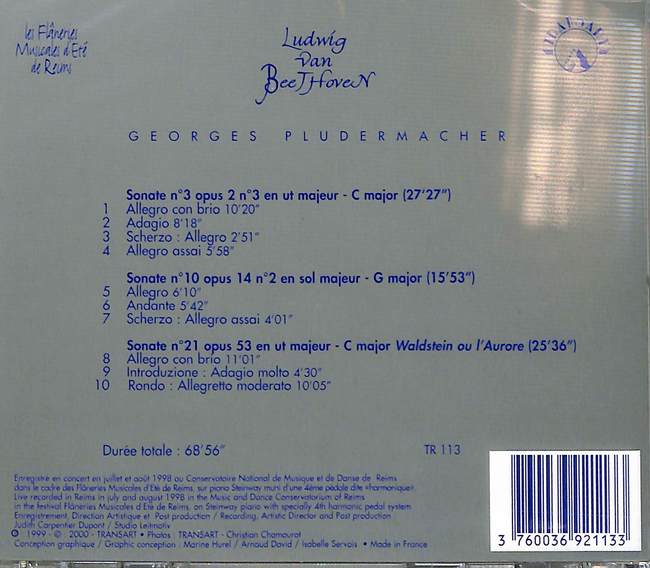 les Flâneries
Musicales d'Eté
de Reims
Ludwig
van
Beethoven
GEORGES PLUDERMACHER
Sonate n°3 opus 2 n°3 en ut majeur - C major (27'27")
1 Allegro con brio 10'20"
2 Adagio 8'18"
3 Scherzo : Allegro 2'51"
4 Allegro assai 5'58"
Sonate n°10 opus 14 n°2 en sol majeur - G major (15'53")
5 Allegro 6'10"
6 Andante 5'42"
7 Scherzo : Allegro assai 4'01"
Sonate n°21 opus 53 en ut majeur - C major Waldstein ou l'Aurore (25'36")
8 Allegro con brio 11'01"
9 Introduzione : Adagio molto 4'30"
10 Rondo : Allegretto moderato 10'05"
Durée totale : 68'56" TR 113
Enregistré en concert en juillet et août 1998 au Conservatoire National de Musique et de Danse de Reims
dans le cadre des Flâneries Musicales d'Eté de Reims, sur piano Steinway muni d'une 4ème pédale dite «harmonique».
Live recorded in Reims in july and august 1998 in the Music and Dance Conservatorium of Reims
in the festival Flâneries Musicales d'Eté de Reims, on Steinway piano with specially 4th harmonic pedal system
Enregistrement, Direction Artistique et Post production / Recording, Artistic Director and Post production :
Judith Carpentier Dupont / Studio Leitmotiv
℗ 1999 - © - 2000 - TRANSART • Photos : TRANSART - Christian Chamourat
Conception graphique / Graphic conception : Marine Hurel / Arnaud David / Isabelle Servois • Made in France
3 760036 921133